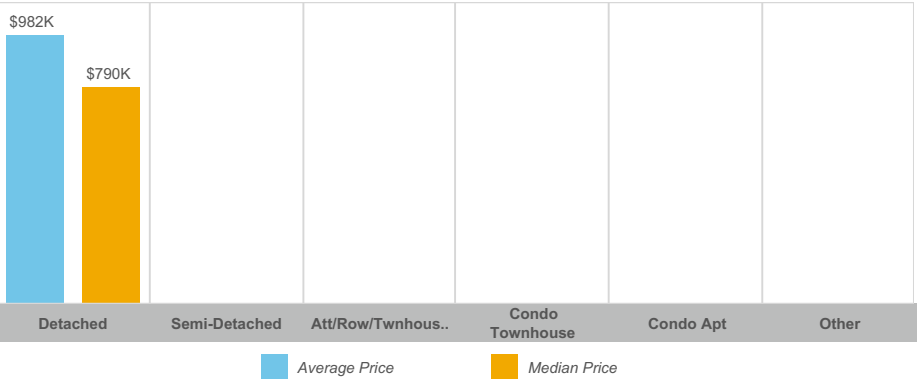 $982K
$790K
Detached
Semi-Detached
Att/Row/Twnhous..
Condo
Townhouse
Condo Apt
Other
Average Price
Median Price